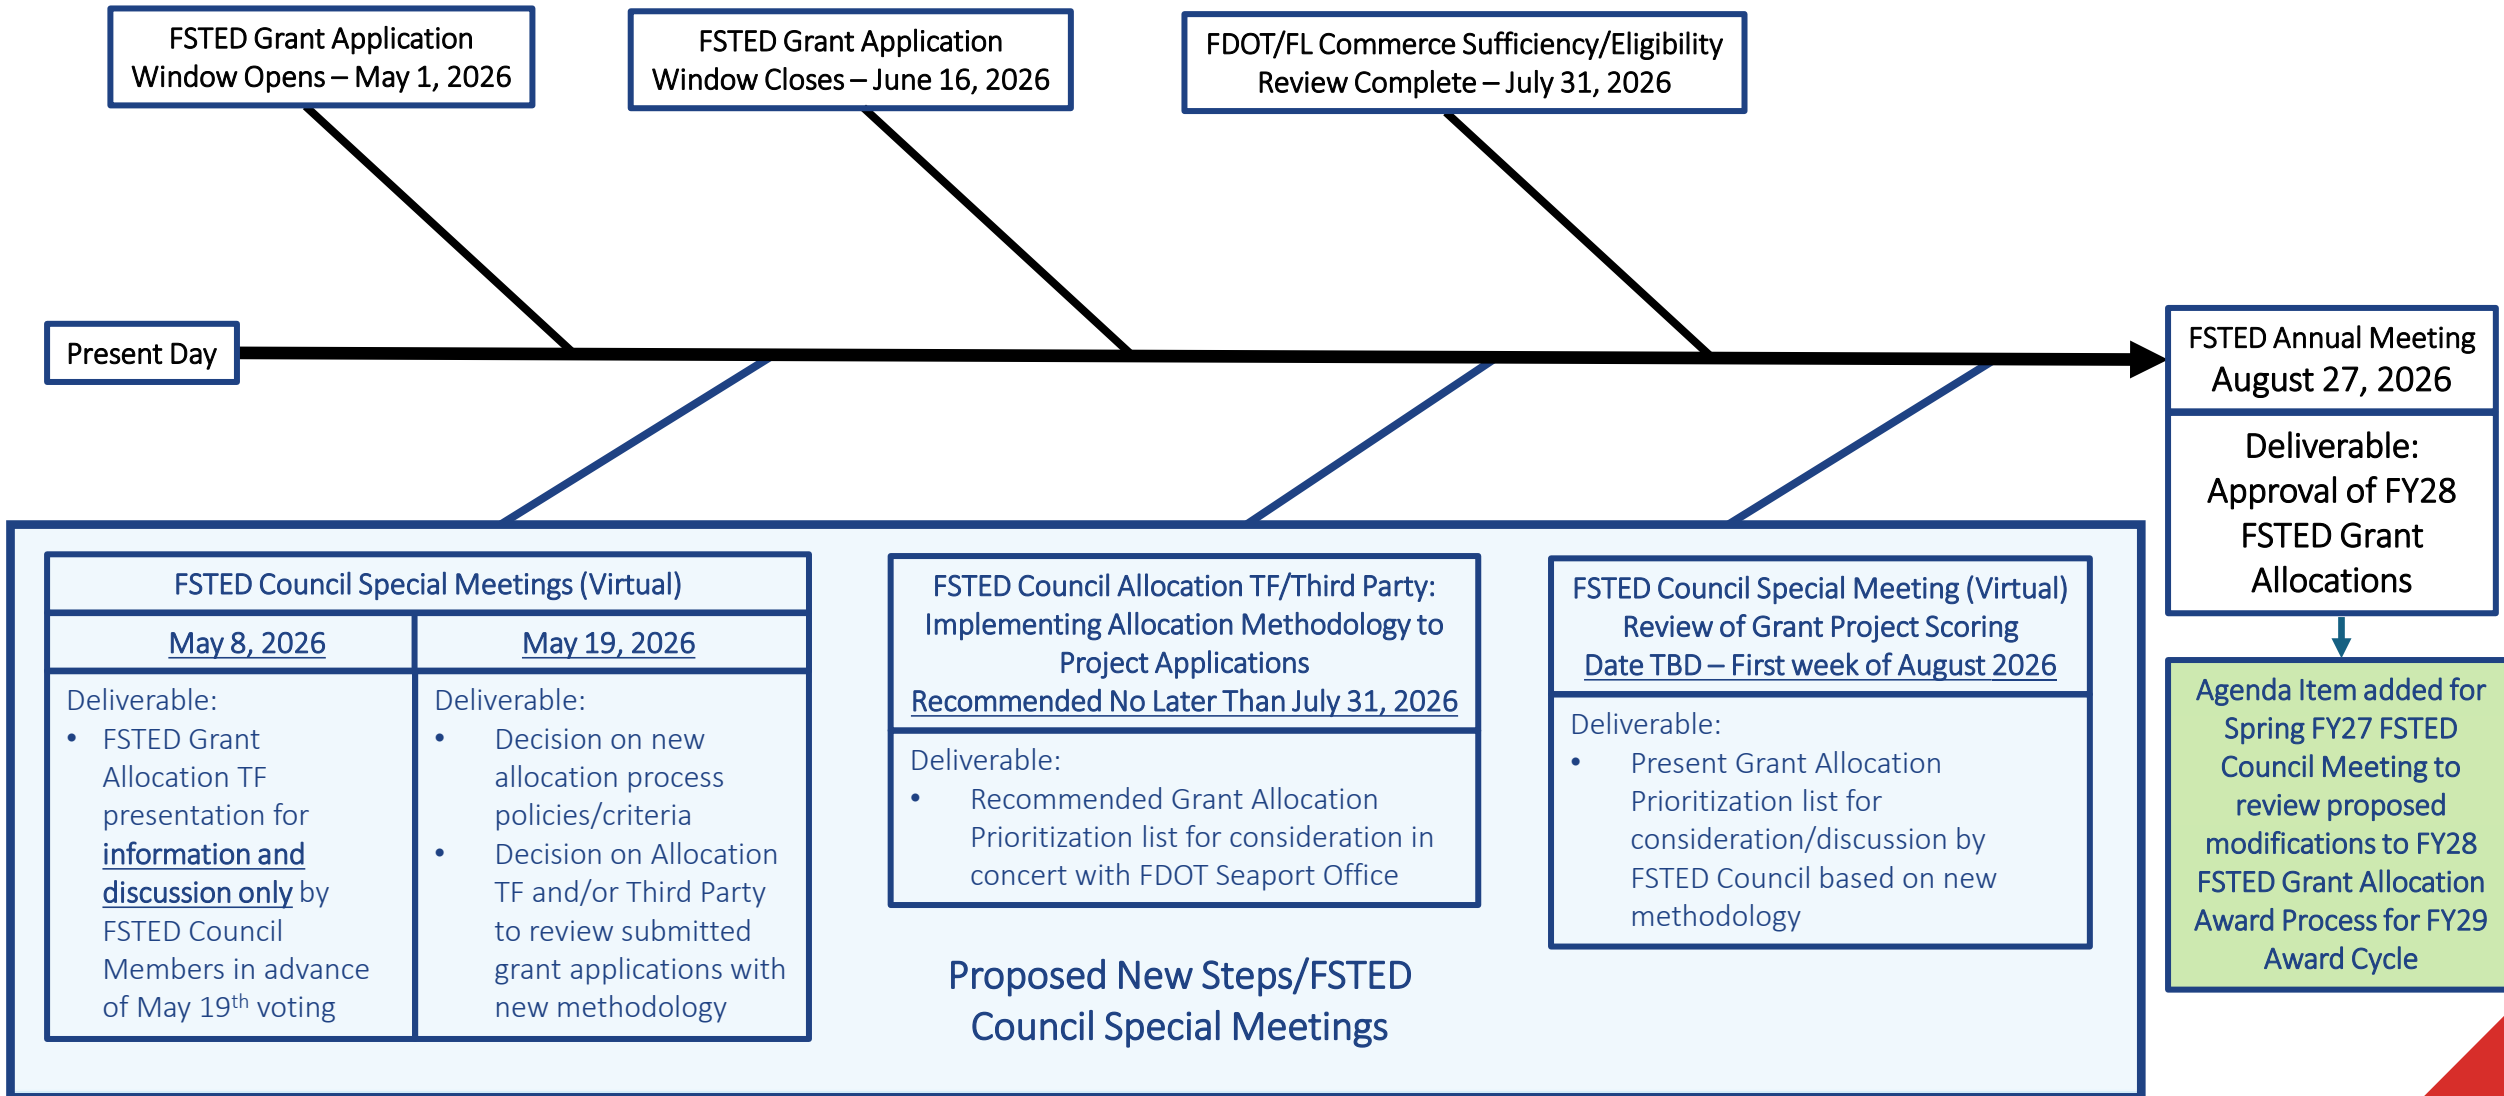 FSTED Grant Application
Window Opens – May 1, 2026
FSTED Grant Application
Window Closes – June 16, 2026
FDOT/FL Commerce Sufficiency/Eligibility
Review Complete – July 31, 2026
Present Day
FSTED Annual Meeting
August 27, 2026
Deliverable:
Approval of FY28
FSTED Grant
Allocations
FSTED Council Special Meetings (Virtual)
May 8, 2026
Deliverable:
• FSTED Grant
Allocation TF
presentation for
information and
discussion only by
FSTED Council
Members in advance
of May 19th voting
May 19, 2026
Deliverable:
• Decision on new
allocation process
policies/criteria
• Decision on Allocation
TF and/or Third Party
to review submitted
grant applications with
new methodology
FSTED Council Allocation TF/Third Party:
Implementing Allocation Methodology to
Project Applications
Recommended No Later Than July 31, 2026
Deliverable:
• Recommended Grant Allocation
Prioritization list for consideration in
concert with FDOT Seaport Office
FSTED Council Special Meeting (Virtual)
Review of Grant Project Scoring
Date TBD – First week of August 2026
Deliverable:
• Present Grant Allocation
Prioritization list for
consideration/discussion by
FSTED Council based on new
methodology
Proposed New Steps/FSTED
Council Special Meetings
Agenda Item added for
Spring FY27 FSTED
Council Meeting to
review proposed
modifications to FY28
FSTED Grant Allocation
Award Process for FY29
Award Cycle